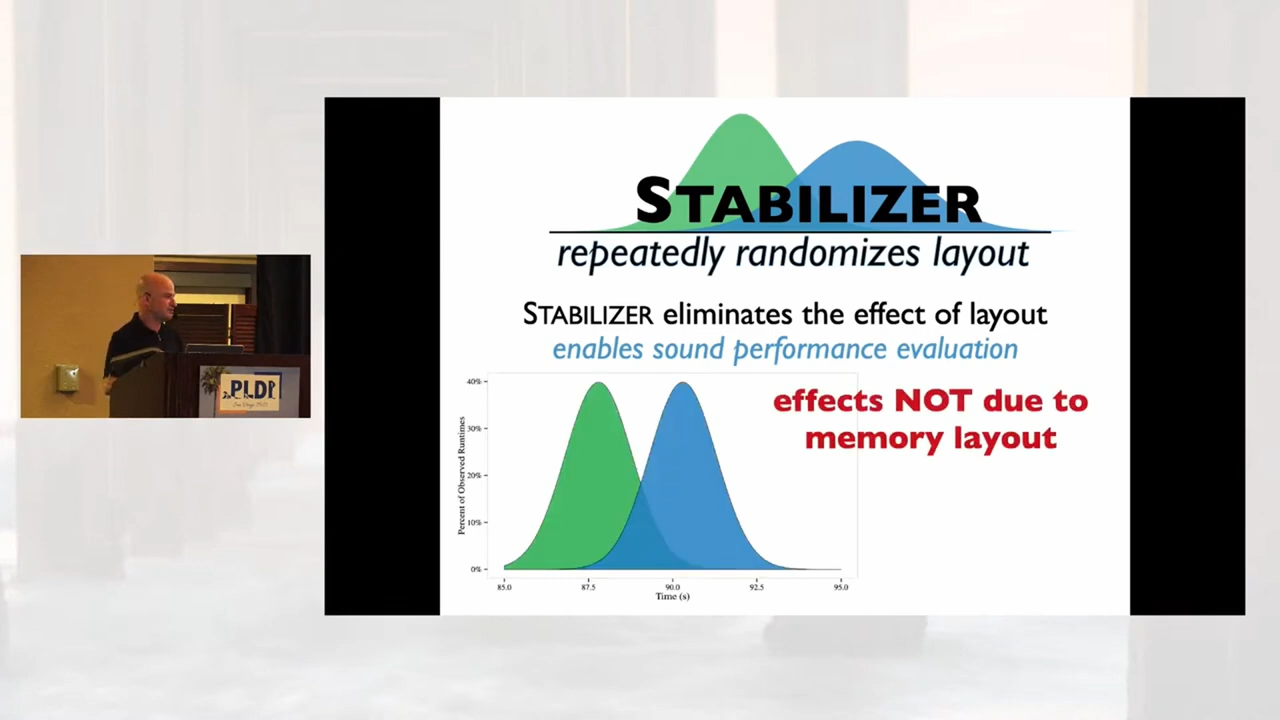 STABILIZER
repeatedly randomizes layout
STABILIZER eliminates the effect of layout
enables sound performance evaluation
effects NOT due to
memory layout
Percent of Observed Runtimes
40%
30%
20%
10%
0%
85.0 87.5 90.0 92.5 95.0
Time (s)
PLDI